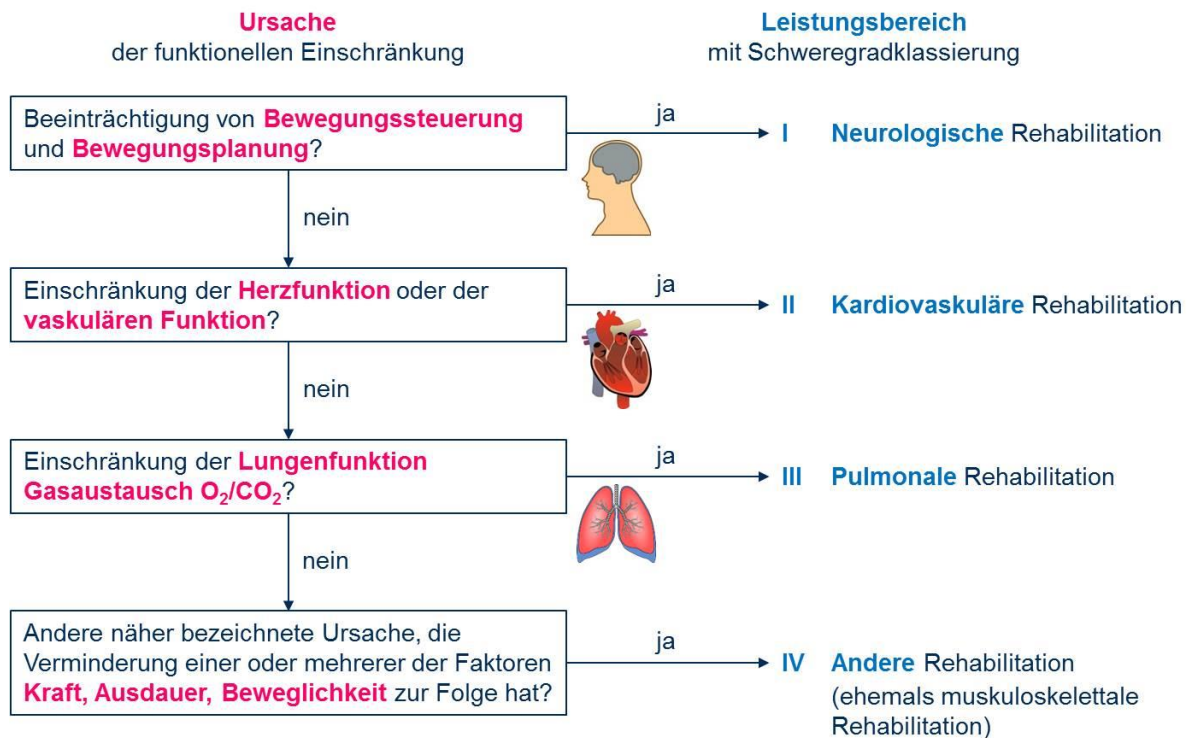 Ursache
der funktionellen Einschränkung
Leistungsbereich
mit Schweregradklassierung
Beeinträchtigung von Bewegungssteuerung
und Bewegungsplanung?
ja
I Neurologische Rehabilitation
nein
Einschränkung der Herzfunktion oder der
vaskulären Funktion?
ja
II Kardiovaskuläre Rehabilitation
nein
Einschränkung der Lungenfunktion
Gasaustausch O₂/CO₂?
ja
III Pulmonale Rehabilitation
nein
Andere näher bezeichnete Ursache, die
Verminderung einer oder mehrerer der Faktoren
Kraft, Ausdauer, Beweglichkeit zur Folge hat?
ja
IV Andere Rehabilitation
(ehemals muskuloskelettale
Rehabilitation)